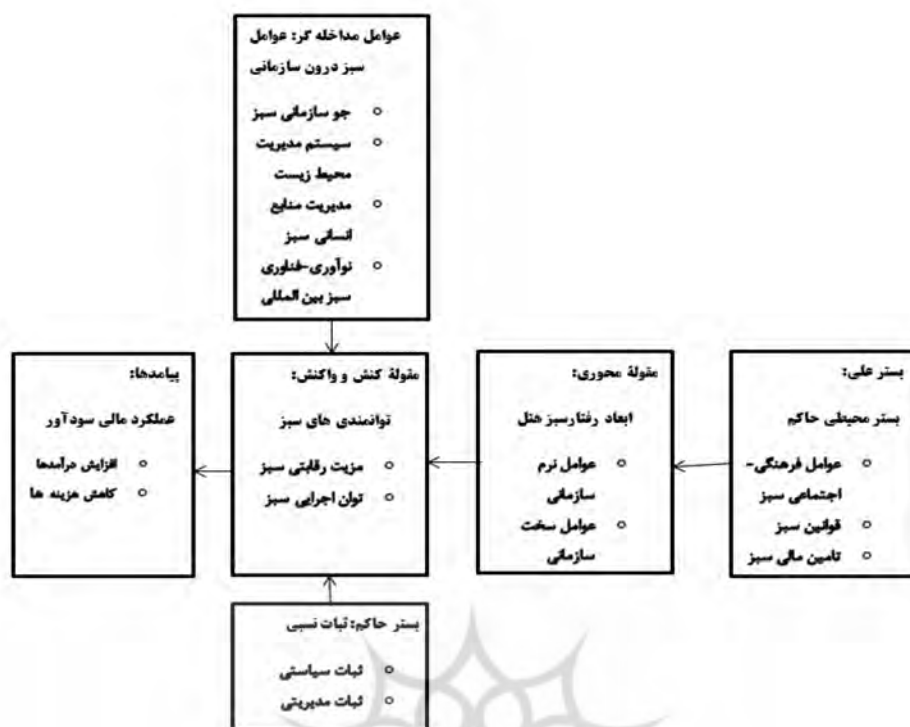 عوامل مداخله گر: عوامل
سبز درون سازمانی
○ جو سازمانی سبز
○ سیستم مدیریت
محیط زیست
○ مدیریت منابع
انسانی سبز
○ نوآوری-فناوری
سبز بین المللی
بستر علی:
بستر محیطی حاکم
○ عوامل فرهنگی-
اجتماعی سبز
○ قوانین سبز
○ تامین مالی سبز
مقولۀ محوری:
ابعاد رفتارسبز هتل
○ عوامل نرم
سازمانی
○ عوامل سخت
سازمانی
مقولۀ کنش و واکنش:
توانمندی های سبز
○ مزیت رقابتی سبز
○ توان اجرایی سبز
پیامدها:
عملکرد مالی سودآور
○ افزایش درآمدها
○ کاهش هزینه ها
بستر حاکم: ثبات نسبی
○ ثبات سیاستی
○ ثبات مدیریتی